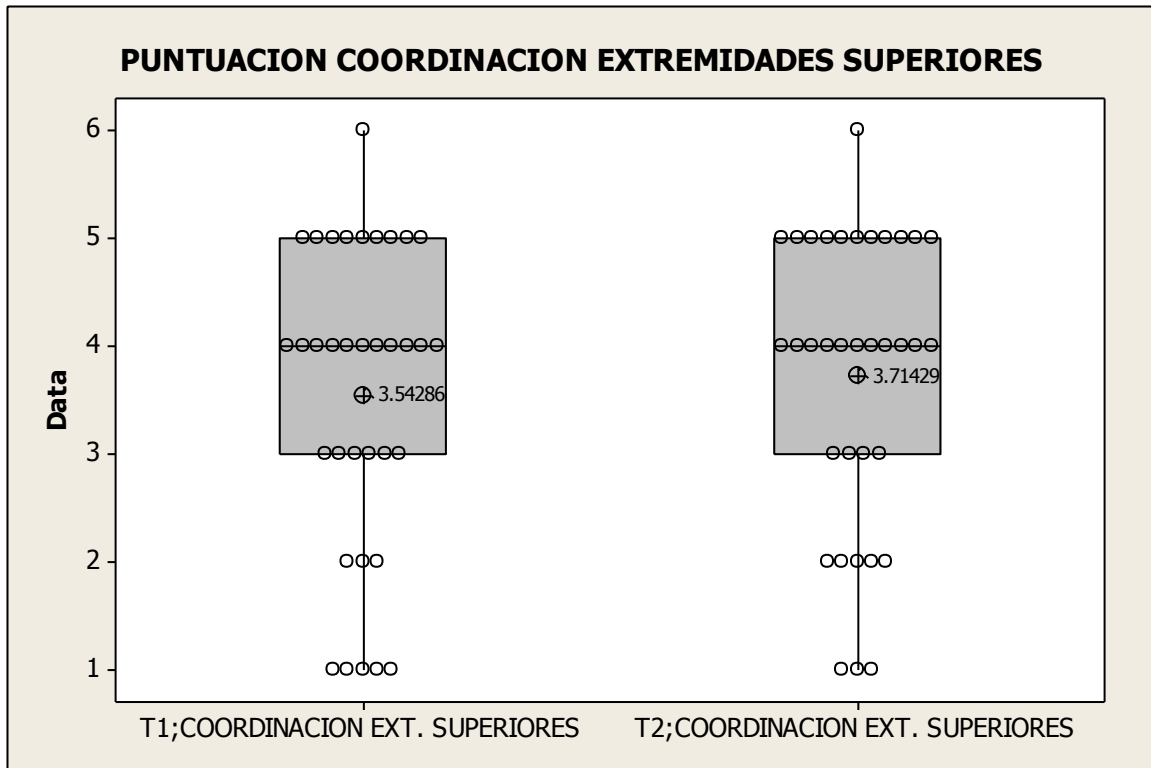 PUNTUACION COORDINACION EXTREMIDADES SUPERIORES
6
5
4
3
2
1
Data
3.54286
3.71429
T1;COORDINACION EXT. SUPERIORES
T2;COORDINACION EXT. SUPERIORES